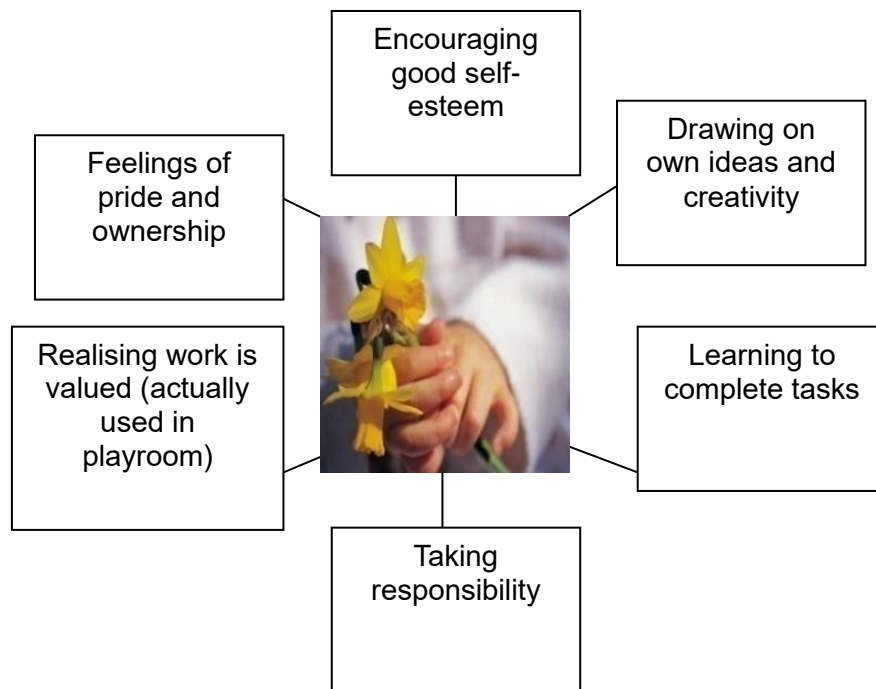 Encouraging
good self-
esteem
Drawing on
own ideas and
creativity
Feelings of
pride and
ownership
Realising work is
valued (actually
used in
playroom)
Learning to
complete tasks
Taking
responsibility